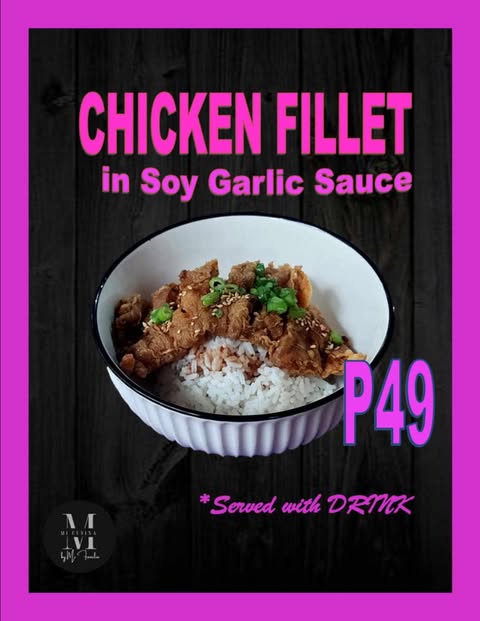 CHICKEN FILLET
in Soy Garlic Sauce
P49
*Served with DRINK
M